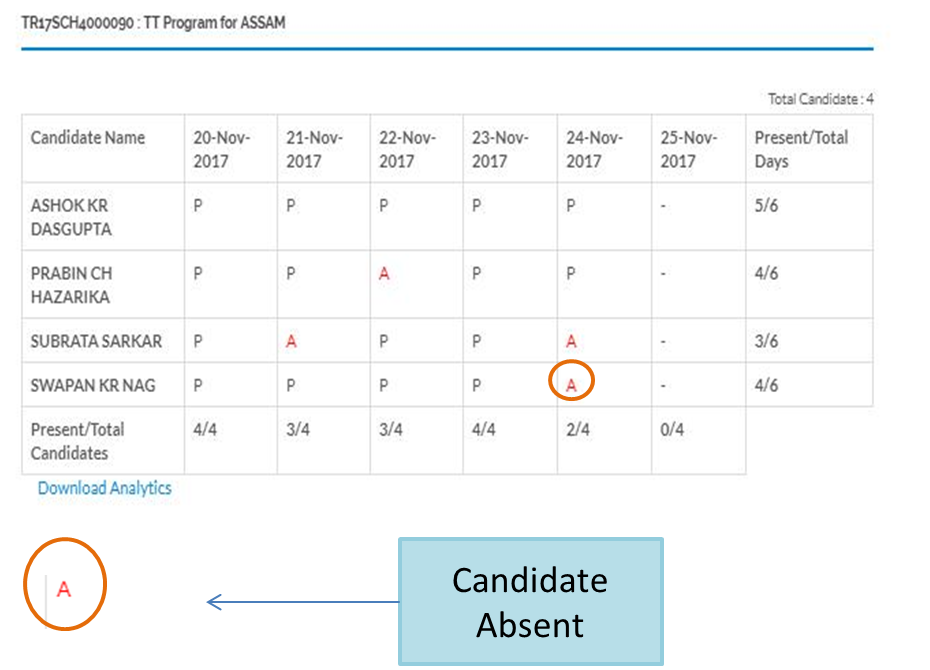 TR17SCH4000090 : TT Program for ASSAM
Total Candidate : 4
Candidate Name 20-Nov-2017 21-Nov-2017 22-Nov-2017 23-Nov-2017 24-Nov-2017 25-Nov-2017 Present/Total Days
ASHOK KR DASGUPTA P P P P P - 5/6
PRABIN CH HAZARIKA P P A P P - 4/6
SUBRATA SARKAR P A P P A - 3/6
SWAPAN KR NAG P P P P A - 4/6
Present/Total Candidates 4/4 3/4 3/4 4/4 2/4 0/4
Download Analytics
A
Candidate
Absent